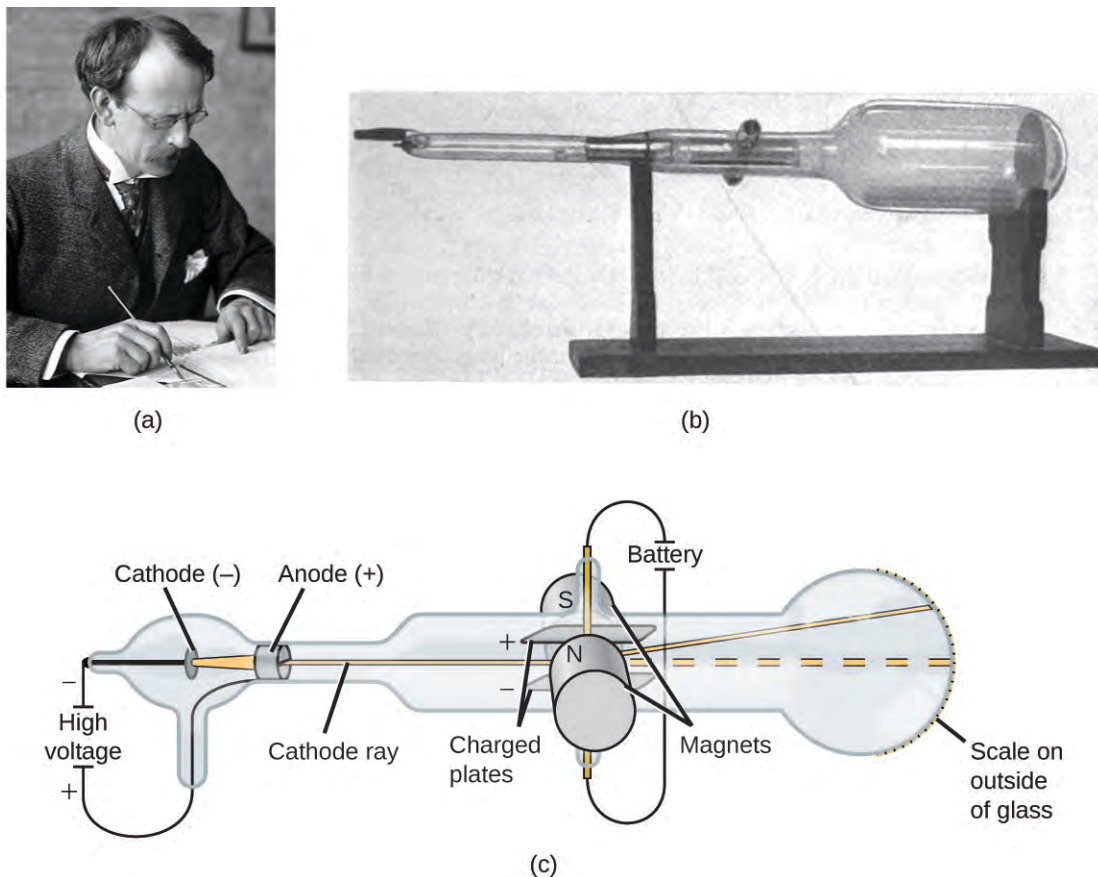 (a)
(b)
Cathode (–)
Anode (+)
Battery
S
+
N
–
–
High
voltage
+
Cathode ray
Charged
plates
Magnets
Scale on
outside
of glass
(c)